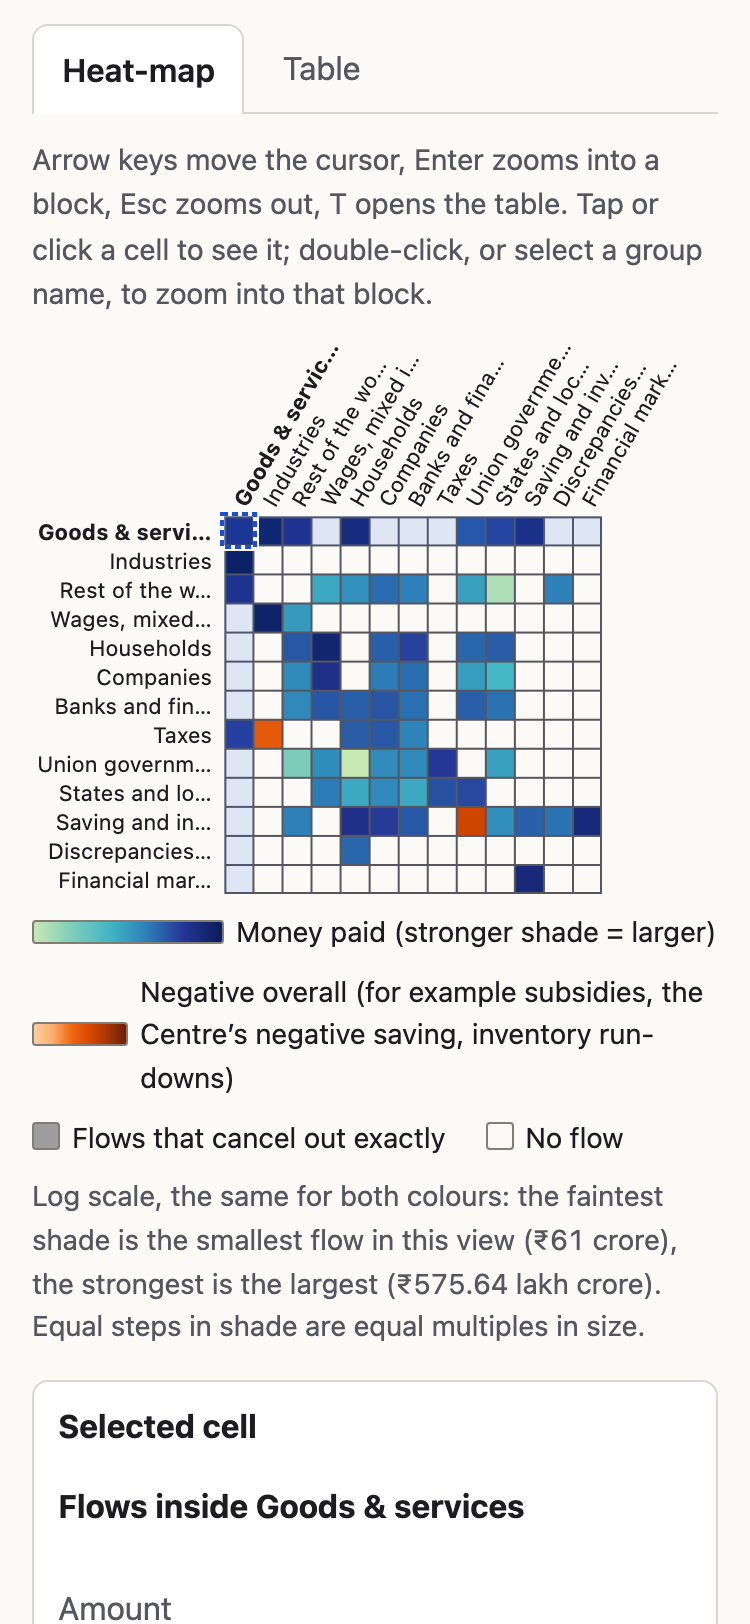 Heat-map
Table
Arrow keys move the cursor, Enter zooms into a
block, Esc zooms out, T opens the table. Tap or
click a cell to see it; double-click, or select a group
name, to zoom into that block.
Goods & servic...
Industries
Rest of the wo...
Wages, mixed i...
Households
Companies
Banks and fina...
Taxes
Union governme...
States and loc...
Saving and inv...
Discrepancies...
Financial mark...
Goods & servi...
Industries
Rest of the w...
Wages, mixed...
Households
Companies
Banks and fin...
Taxes
Union governm...
States and lo...
Saving and in...
Discrepancies...
Financial mar...
Money paid (stronger shade = larger)
Negative overall (for example subsidies, the
Centre’s negative saving, inventory run-
downs)
Flows that cancel out exactly
No flow
Log scale, the same for both colours: the faintest
shade is the smallest flow in this view (₹61 crore),
the strongest is the largest (₹575.64 lakh crore).
Equal steps in shade are equal multiples in size.
Selected cell
Flows inside Goods & services
Amount